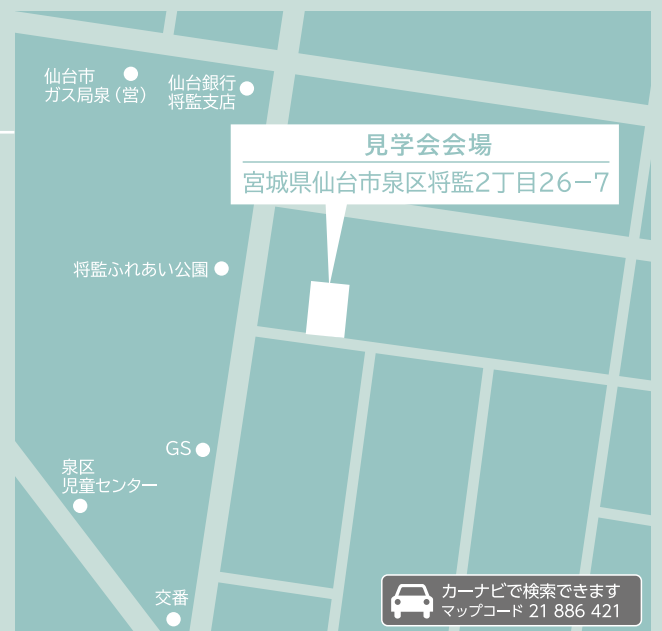 仙台市
ガス局泉（営）
仙台銀行
将監支店
見学会会場
宮城県仙台市泉区将監2丁目26−7
将監ふれあい公園
GS
泉区
児童センター
交番
カーナビで検索できます
マップコード 21 886 421